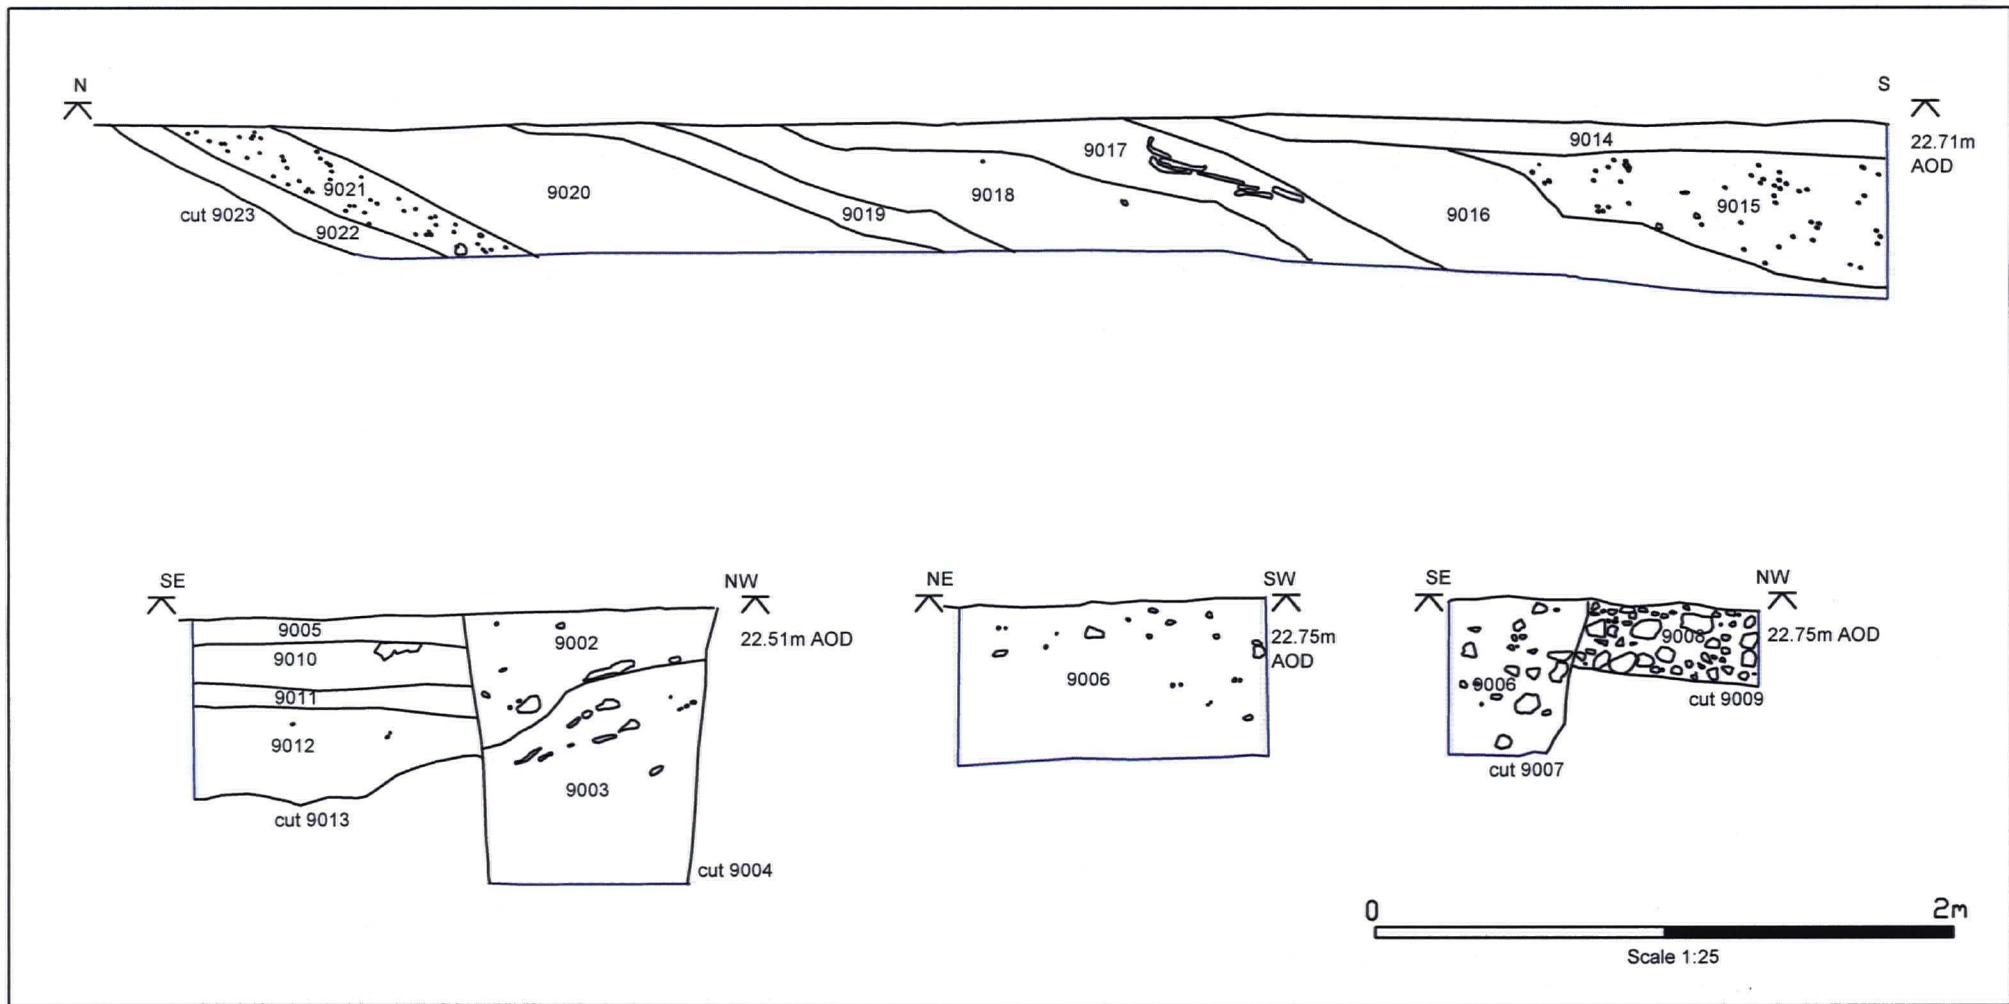 N
S
9014
22.71m
AOD
9017
9021
9020
9018
9015
9016
cut 9023
9019
9022
SE
NW
9005
9002
22.51m AOD
9010
9011
9012
9003
cut 9013
cut 9004
NE
SW
22.75m
AOD
9006
SE
NW
9008
22.75m AOD
9006
cut 9009
cut 9007
0
2m
Scale 1:25